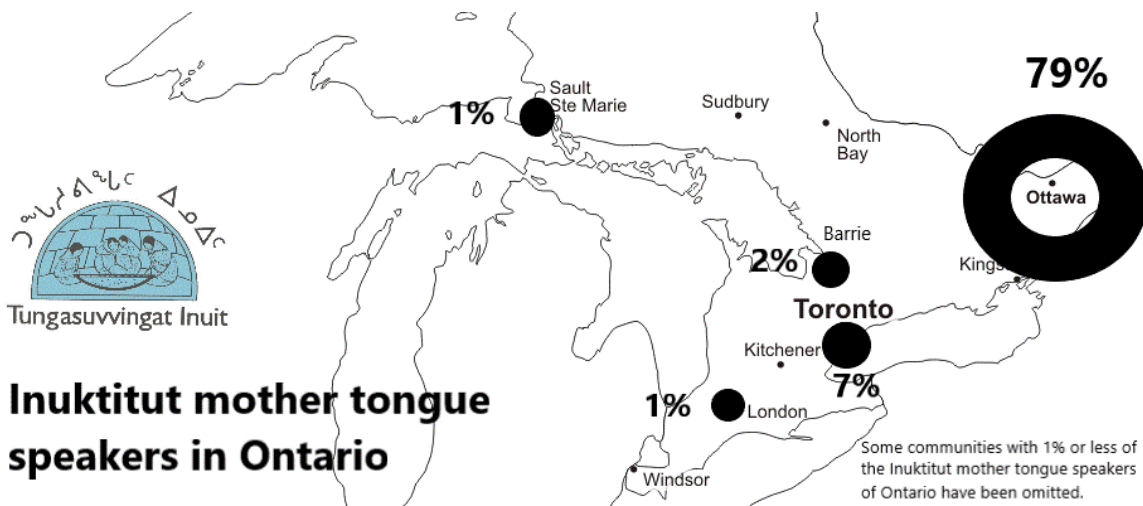 79%
Sault
Ste Marie
1%
Sudbury
North
Bay
Ottawa
ᑐᖓᓱᕝᕕᖓᑦ ᐃᓄᐃᑦ
Tungasuvvingat Inuit
Barrie
2%
Kings
Toronto
Kitchener
7%
1%
London
Windsor
Inuktitut mother tongue
speakers in Ontario
Some communities with 1% or less of
the Inuktitut mother tongue speakers
of Ontario have been omitted.